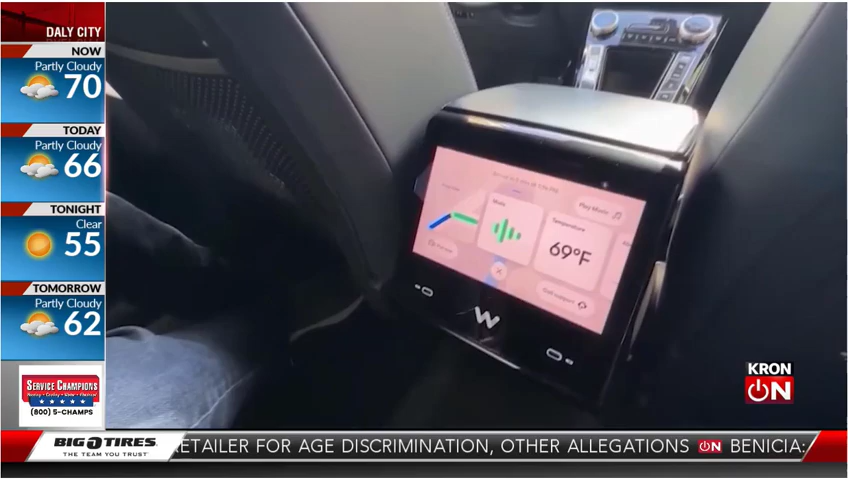 DALY CITY
NOW
Partly Cloudy
70
TODAY
Partly Cloudy
66
TONIGHT
Clear
55
TOMORROW
Partly Cloudy
62
SERVICE CHAMPIONS
(800) 5-CHAMPS
Play Music
Music
Temperature
69°F
Call support
W
KRON
ON
BIG O TIRES
THE TEAM YOU TRUST
ETAILER FOR AGE DISCRIMINATION, OTHER ALLEGATIONS ON BENICIA: